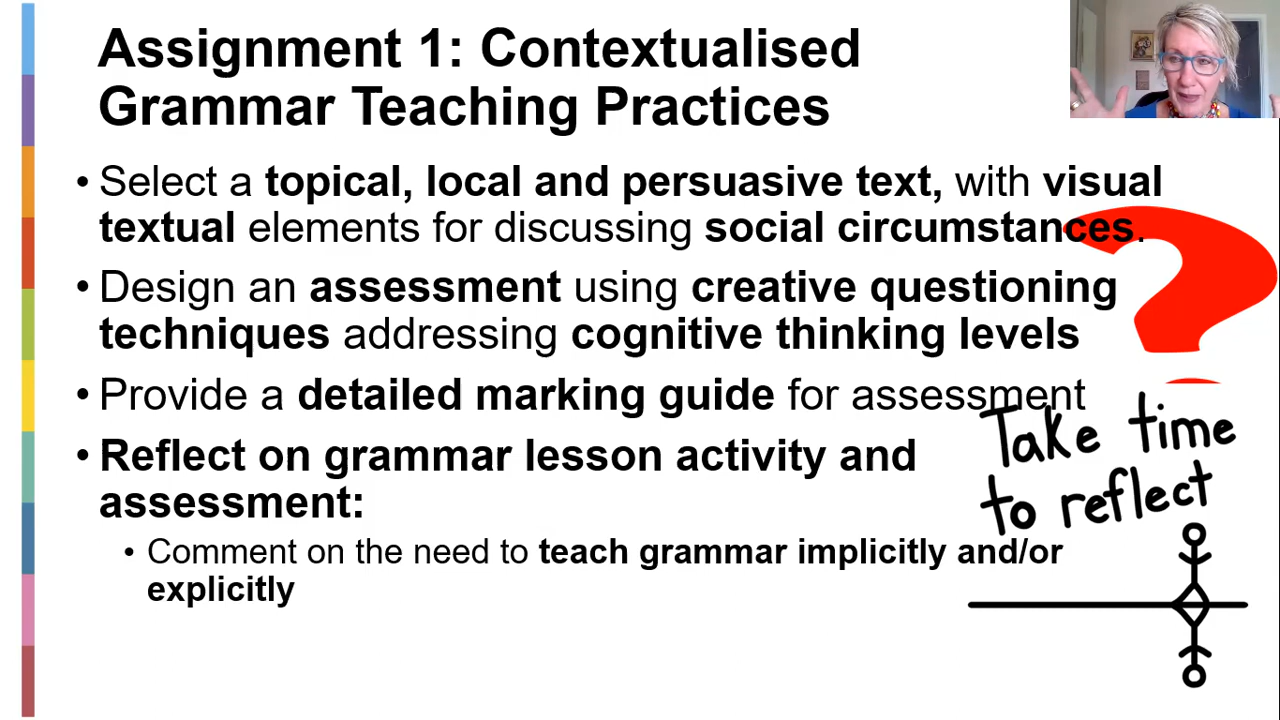 Assignment 1: Contextualised
Grammar Teaching Practices
• Select a topical, local and persuasive text, with visual
textual elements for discussing social circumstances.
• Design an assessment using creative questioning
techniques addressing cognitive thinking levels
• Provide a detailed marking guide for assessment
• Reflect on grammar lesson activity and
assessment:
• Comment on the need to teach grammar implicitly and/or
explicitly
Take time
to reflect